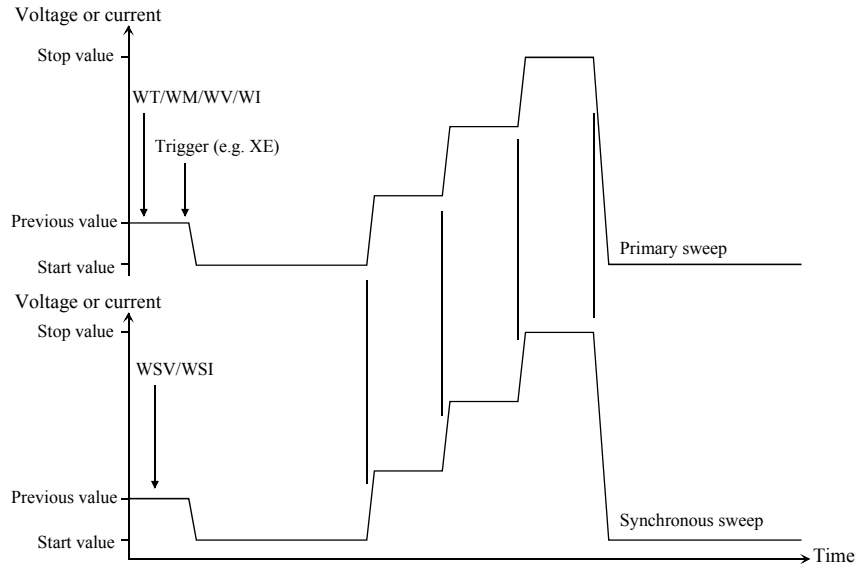 Voltage or current
Stop value
WT/WM/WV/WI
Trigger (e.g. XE)
Previous value
Primary sweep
Start value
Voltage or current
Stop value
WSV/WSI
Previous value
Synchronous sweep
Start value
Time